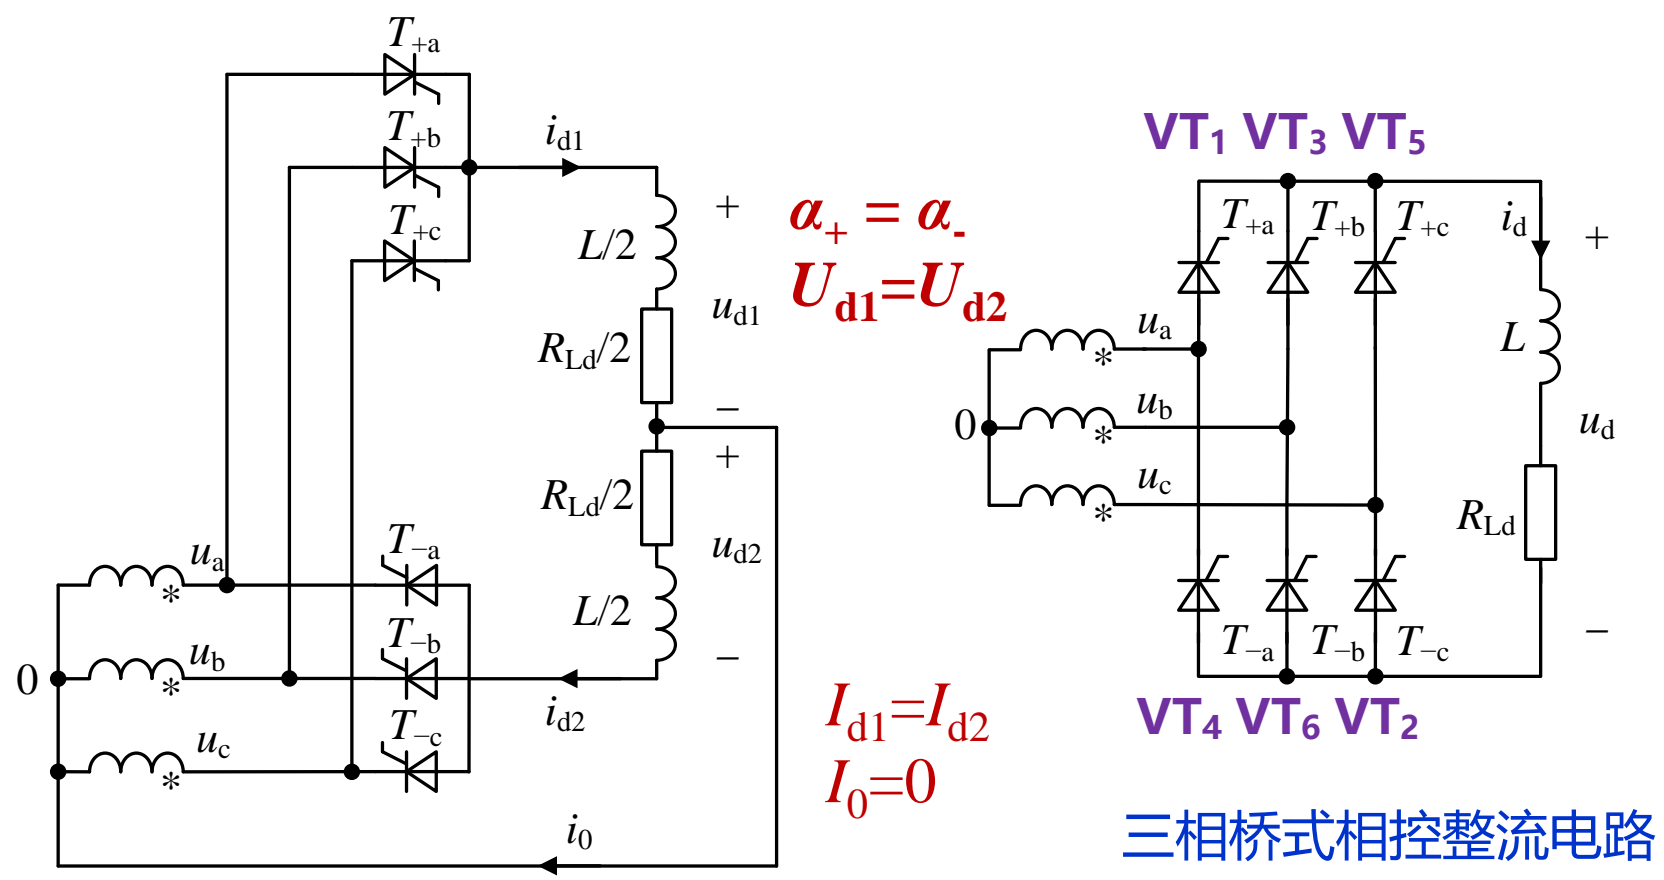 T+a
T+b
id1
T+c
+
L/2
ud1
RLd/2
−
+
RLd/2
ud2
T−a
ua
*
L/2
T−b
ub
−
0
*
id2
T−c
uc
*
i0
α+ = α-
Ud1=Ud2
Id1=Id2
I0=0
VT1 VT3 VT5
T+a T+b T+c
id
+
ua
*
L
ub
0
*
ud
uc
*
RLd
T−a T−b T−c
−
VT4 VT6 VT2
三相桥式相控整流电路